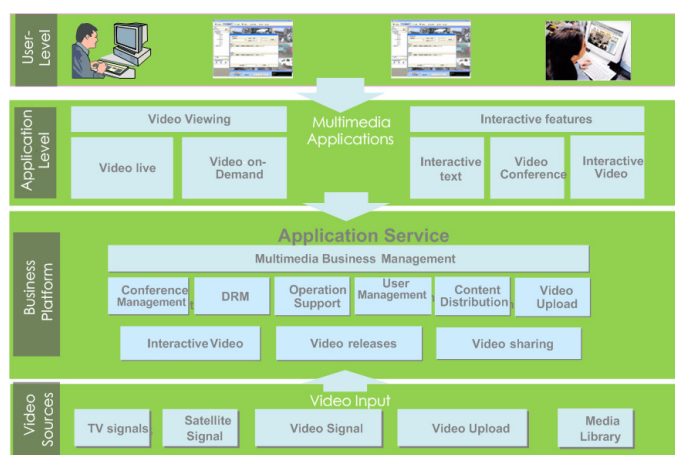 User-
Level
Multimedia
Applications
Application
Level
Video Viewing
Interactive features
Video live
Video on-
Demand
Interactive
text
Video
Conference
Interactive
Video
Business
Platform
Application Service
Multimedia Business Management
Conference
Management
DRM
Operation
Support
User
Management
Content
Distribution
Video
Upload
Interactive Video
Video releases
Video sharing
Video
Sources
Video Input
TV signals
Satellite
Signal
Video Signal
Video Upload
Media
Library